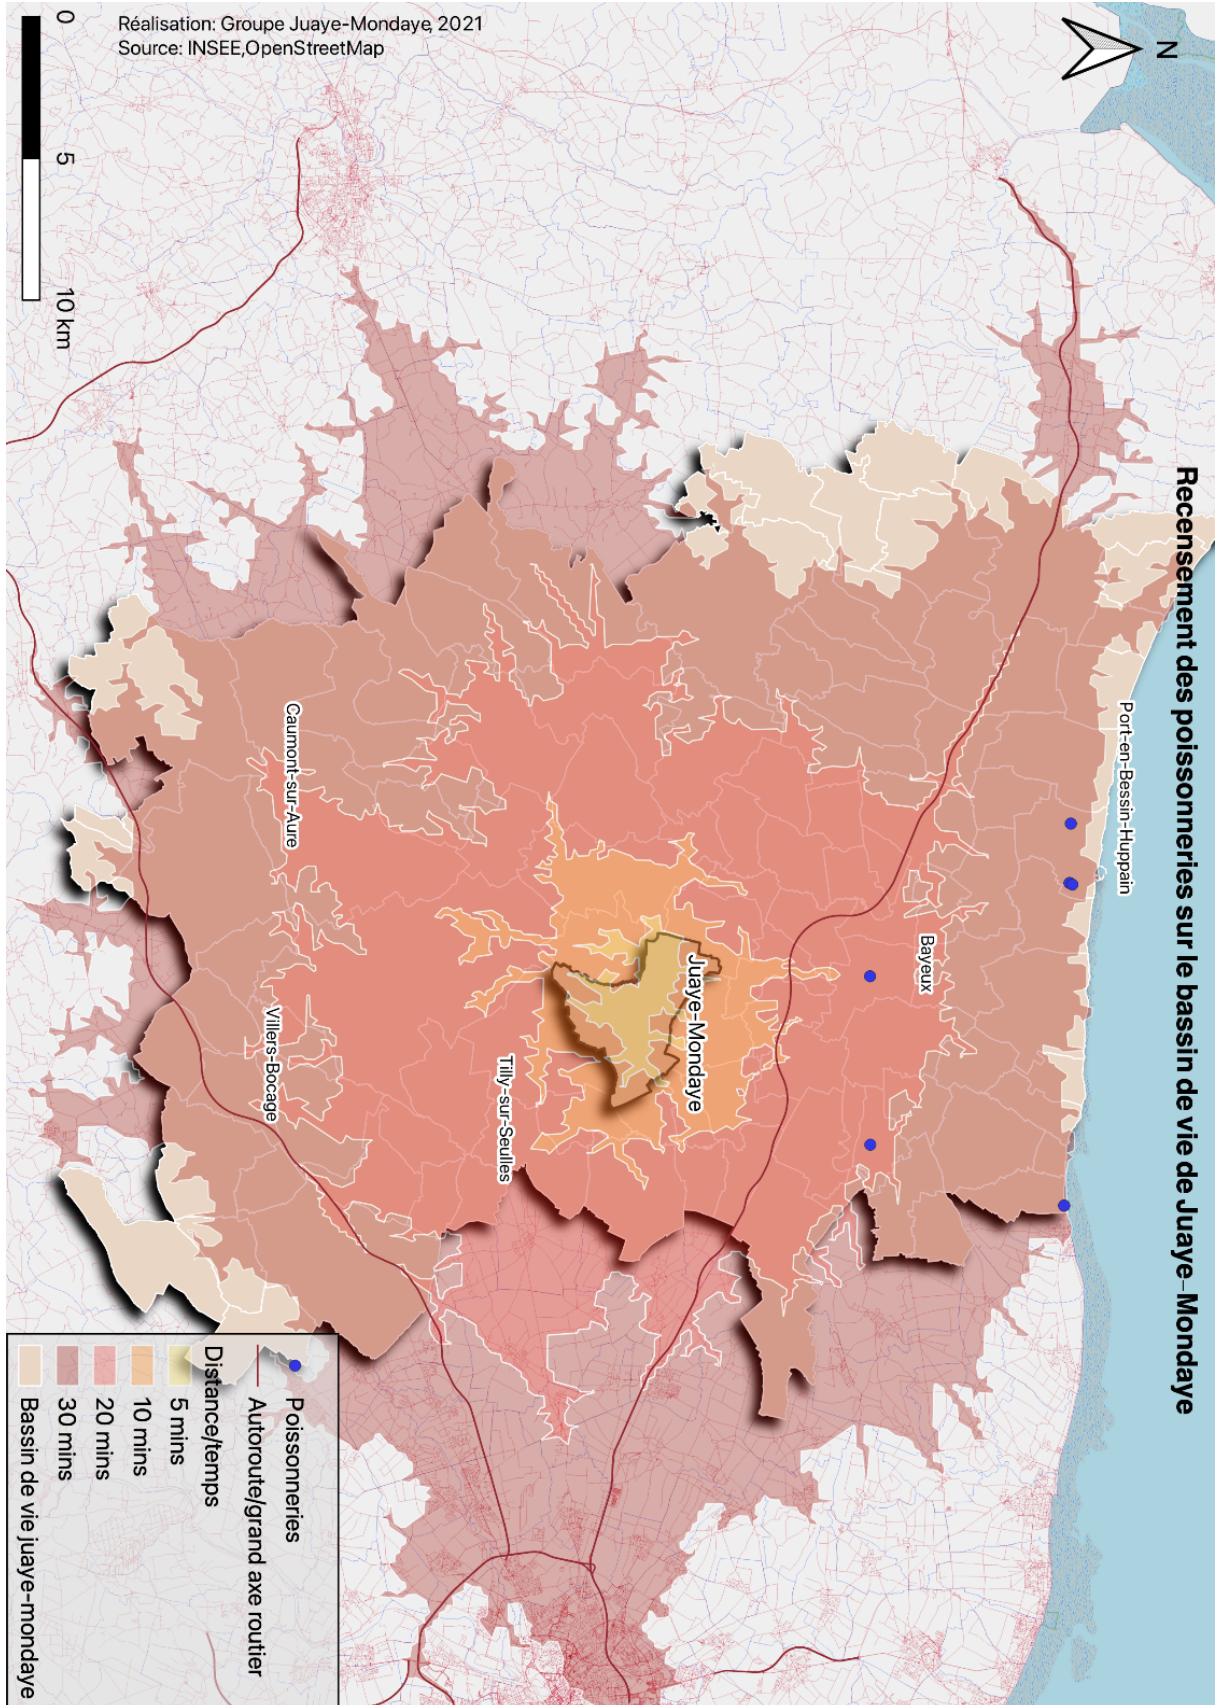 Recensement des poissonneries sur le bassin de vie de Juaye-Mondaye
N
Port-en-Bessin-Huppain
Bayeux
Juaye-Mondaye
Tilly-sur-Seulles
Caumont-sur-Aure
Villers-Bocage
Poissonneries
Autoroute/grand axe routier
Distance/temps
5 mins
10 mins
20 mins
30 mins
Bassin de vie juaye-mondaye
0 5 10 km
Réalisation: Groupe Juaye-Mondaye, 2021
Source: INSEE,OpenStreetMap